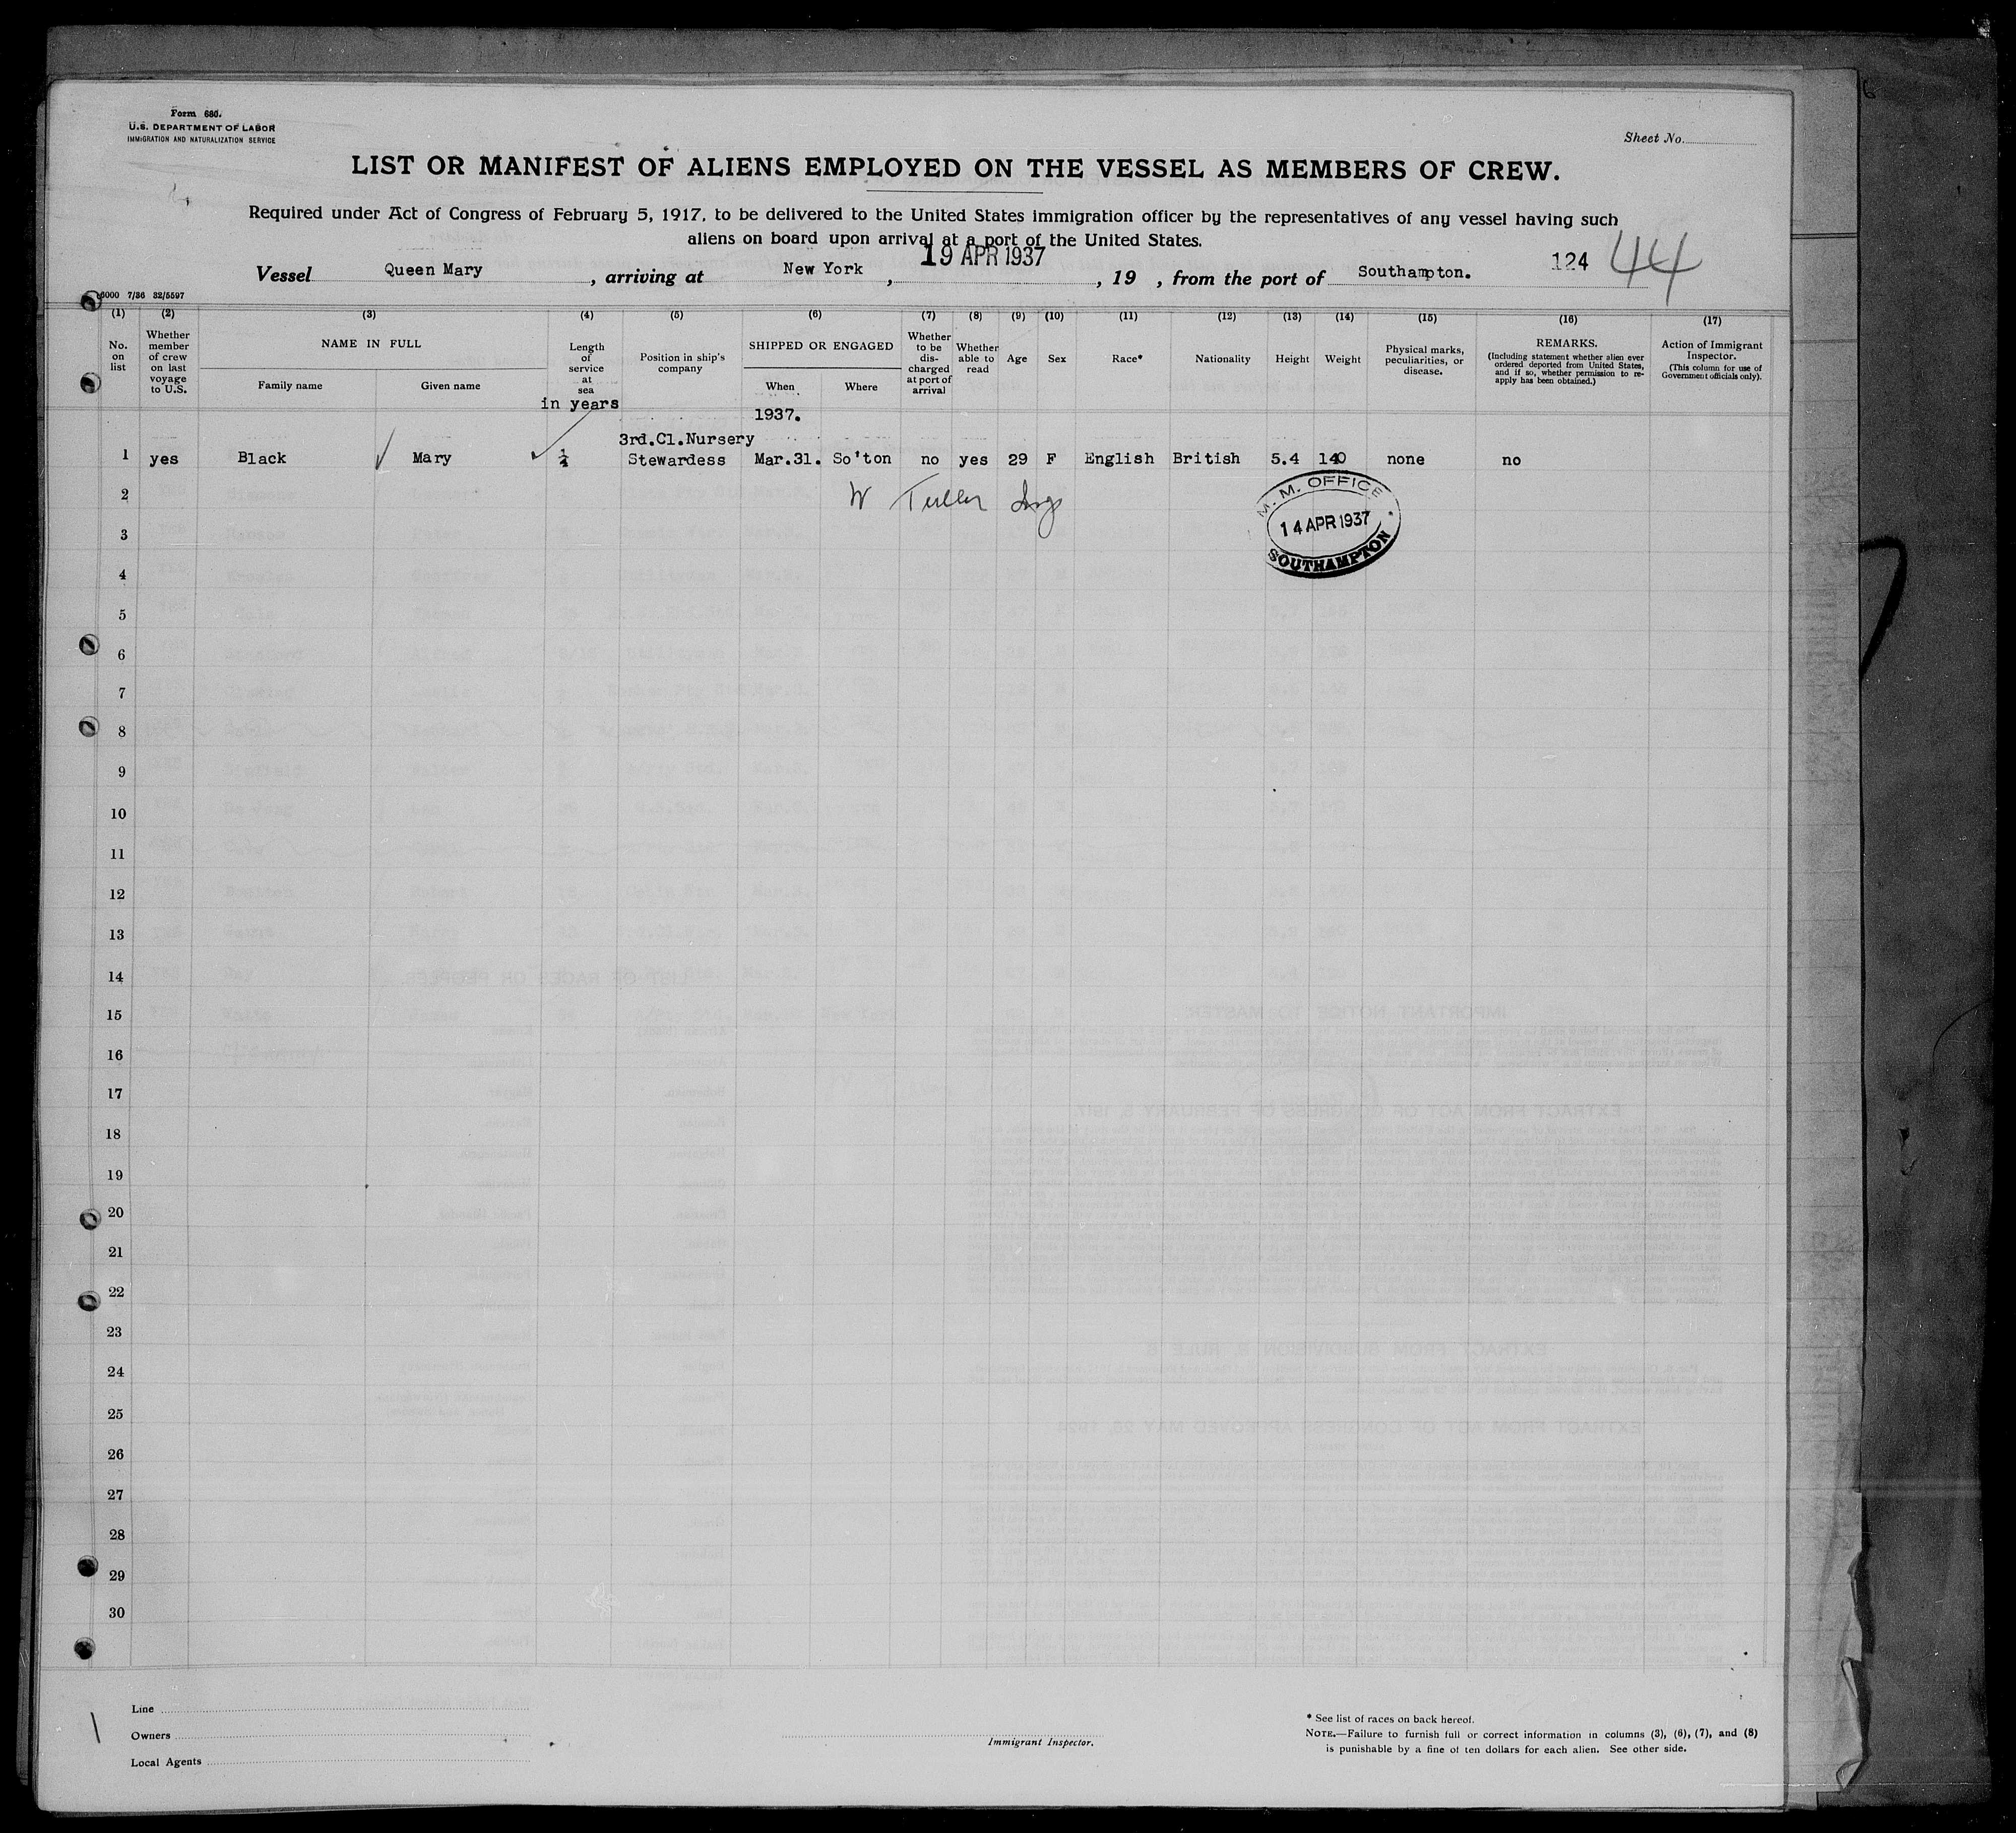 Form 680.
U.S. DEPARTMENT OF LABOR
IMMIGRATION AND NATURALIZATION SERVICE
Sheet No.
LIST OR MANIFEST OF ALIENS EMPLOYED ON THE VESSEL AS MEMBERS OF CREW.
Required under Act of Congress of February 5, 1917, to be delivered to the United States immigration officer by the representatives of any vessel having such
aliens on board upon arrival at a port of the United States.
Vessel Queen Mary, arriving at New York, 19 APR 1937, 19 , from the port of Southampton. 124 44
6000 7/36 32/5597
(1) (2) (3) (4) (5) (6) (7) (8) (9) (10) (11) (12) (13) (14) (15) (16) (17)
No. on list
Whether member of crew on last voyage to U.S.
NAME IN FULL
Family name
Given name
Length of service at sea
in years
Position in ship's company
SHIPPED OR ENGAGED
When
Where
1937.
Whether to be discharged at port of arrival
Whether able to read
Age
Sex
Race*
Nationality
Height
Weight
Physical marks, peculiarities, or disease.
REMARKS.
(Including statement whether alien ever ordered deported from United States, and if so, whether permission to reapply has been obtained.)
Action of Immigrant Inspector.
(This column for use of Government officials only).
3rd.Cl.Nursery
1 yes Black Mary ¼ Stewardess Mar.31. So'ton no yes 29 F English British 5.4 140 none no
2
W
M. M. OFFICE
14 APR 1937
SOUTHAMPTON
3
4
5
6
7
8
9
10
11
12
13
14
15
16
17
18
19
20
21
22
23
24
25
26
27
28
29
30
Line
Owners
Local Agents
Immigrant Inspector.
* See list of races on back hereof.
NOTE.—Failure to furnish full or correct information in columns (3), (6), (7), and (8)
is punishable by a fine of ten dollars for each alien. See other side.